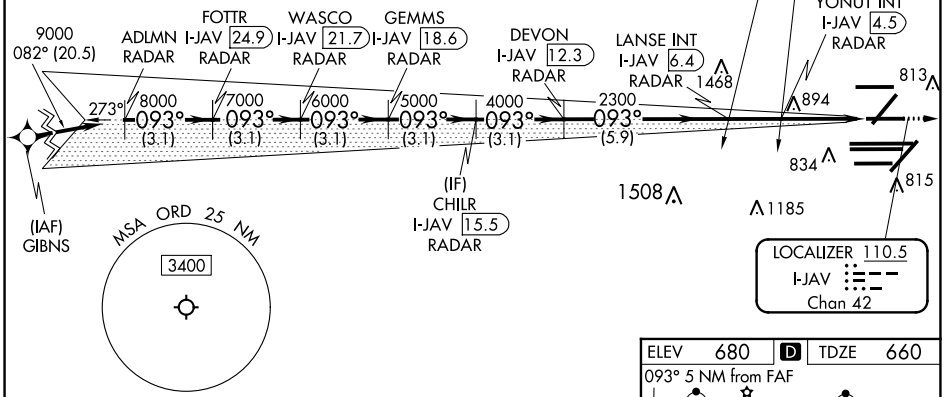 YONUT INT
I-JAV 4.5
RADAR
9000
082° (20.5)
ADLMN
RADAR
FOTTR
I-JAV 24.9
RADAR
WASCO
I-JAV 21.7
RADAR
GEMMS
I-JAV 18.6
RADAR
DEVON
I-JAV 12.3
RADAR
LANSE INT
I-JAV 6.4
RADAR
1468
813
894
273°
8000
093°
(3.1)
7000
093°
(3.1)
6000
093°
(3.1)
5000
093°
(3.1)
4000
093°
(3.1)
2300
093°
(5.9)
834
815
(IAF)
GIBNS
(IF)
CHILR
I-JAV 15.5
RADAR
1508
1185
MSA ORD 25 NM
3400
LOCALIZER 110.5
I-JAV
Chan 42
ELEV 680 D TDZE 660
093° 5 NM from FAF